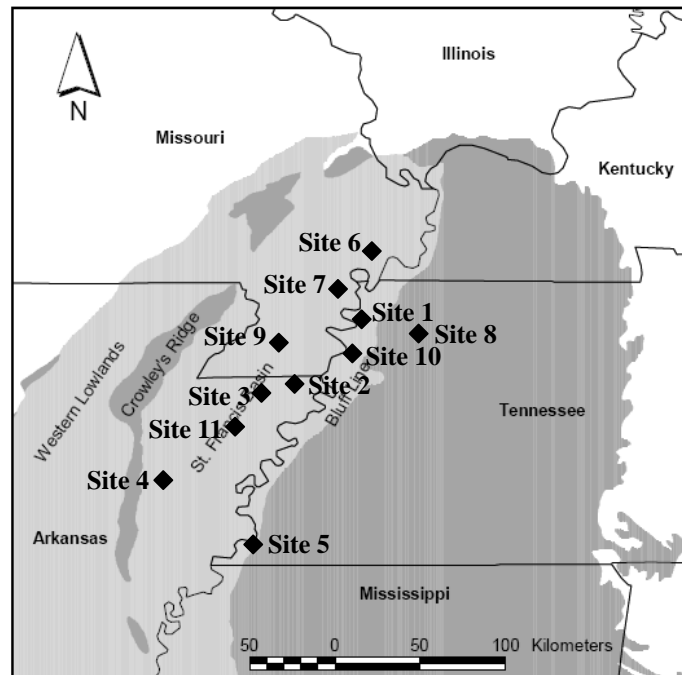 Illinois
N
Missouri
Kentucky
Site 6
Site 7
Site 1
Site 8
Site 9
Site 10
Crowley's Ridge
Western Lowlands
Site 2
Site 3
Bluff Line
St. Francis Basin
Tennessee
Site 11
Site 4
Arkansas
Site 5
Mississippi
50 0 50 100 Kilometers